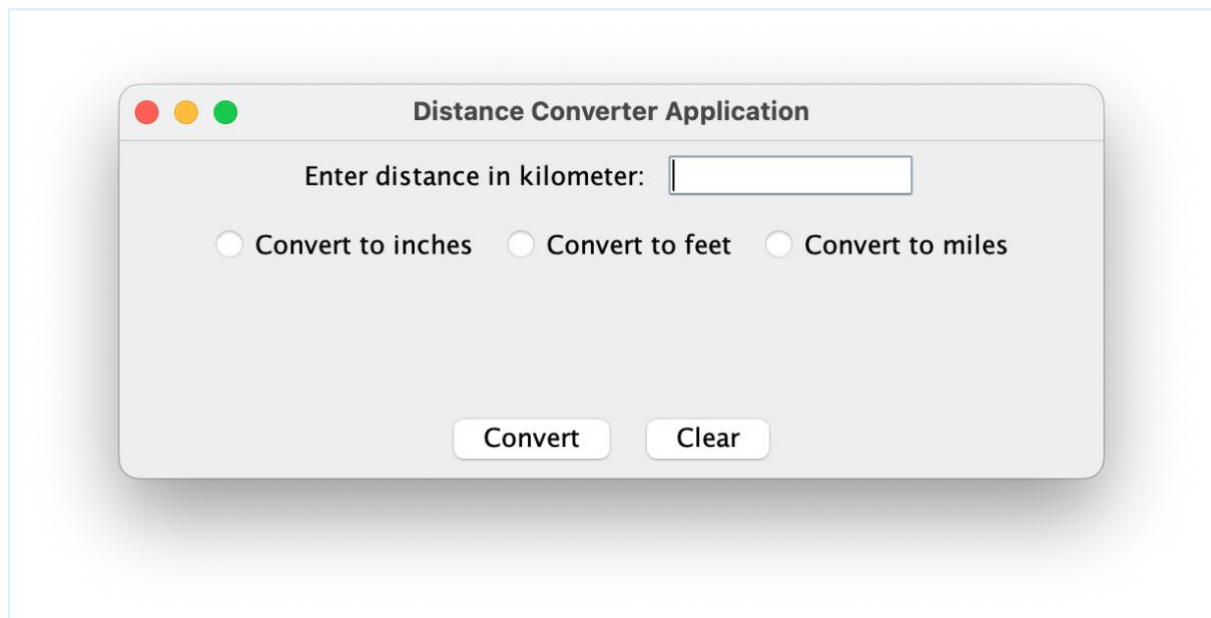 Distance Converter Application
Enter distance in kilometer:
Convert to inches Convert to feet Convert to miles
Convert Clear